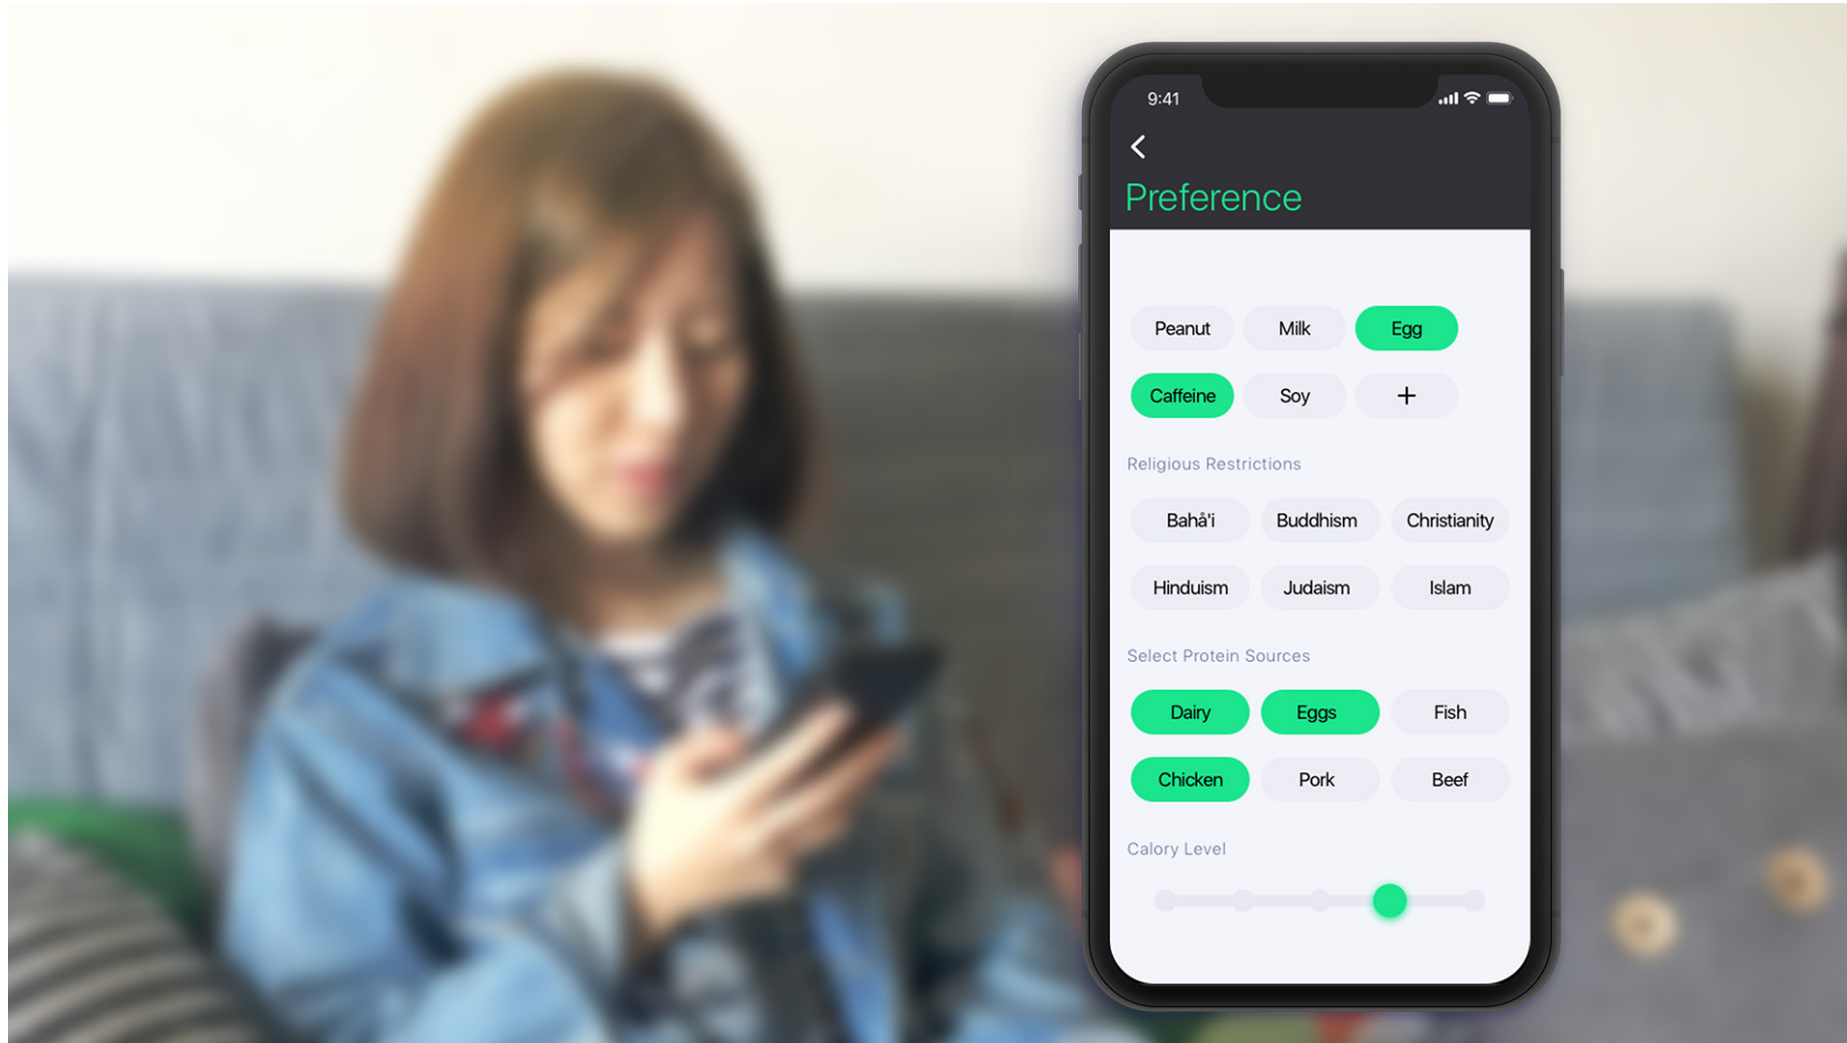 9:41
Preference
Peanut Milk Egg
Caffeine Soy +
Religious Restrictions
Bahå'i Buddhism Christianity
Hinduism Judaism Islam
Select Protein Sources
Dairy Eggs Fish
Chicken Pork Beef
Calory Level